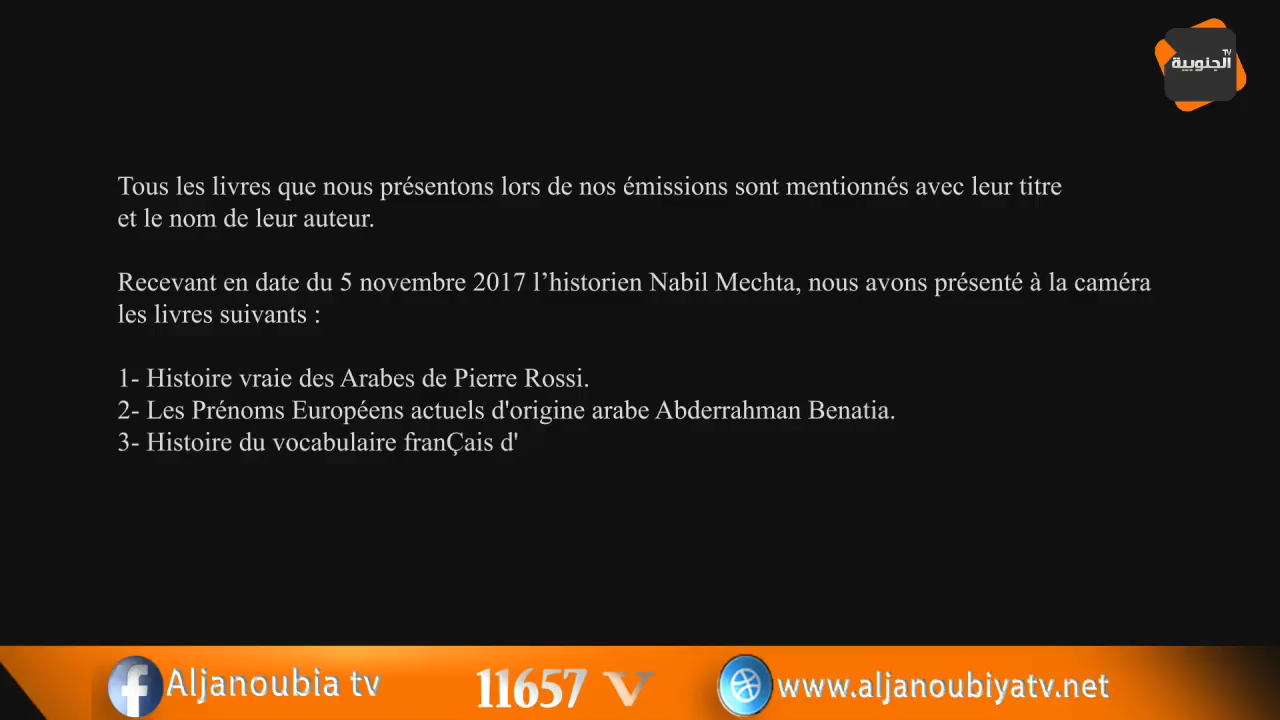 TV
الجنوبية
Tous les livres que nous présentons lors de nos émissions sont mentionnés avec leur titre
et le nom de leur auteur.
Recevant en date du 5 novembre 2017 l’historien Nabil Mechta, nous avons présenté à la caméra
les livres suivants :
1- Histoire vraie des Arabes de Pierre Rossi.
2- Les Prénoms Européens actuels d'origine arabe Abderrahman Benatia.
3- Histoire du vocabulaire franÇais d'
Aljanoubia tv
11657 V
www.aljanoubiyatv.net